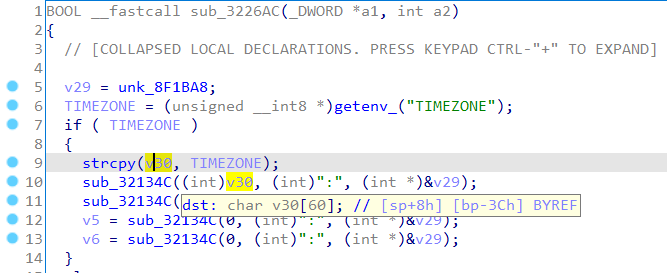 1 BOOL __fastcall sub_3226AC(_DWORD *a1, int a2)
2 {
3 // [COLLAPSED LOCAL DECLARATIONS. PRESS KEYPAD CTRL-"+" TO EXPAND]
4
5 v29 = unk_8F1BA8;
6 TIMEZONE = (unsigned __int8 *)getenv_("TIMEZONE");
7 if ( TIMEZONE )
8 {
9 strcpy(v30, TIMEZONE);
10 sub_32134C((int)v30, (int)":", (int *)&v29);
11 sub_32134C(
dst: char v30[60]; // [sp+8h] [bp-3Ch] BYREF
12 v5 = sub_32134C(0, (int)":", (int *)&v29);
13 v6 = sub_32134C(0, (int)":", (int *)&v29);
14 }